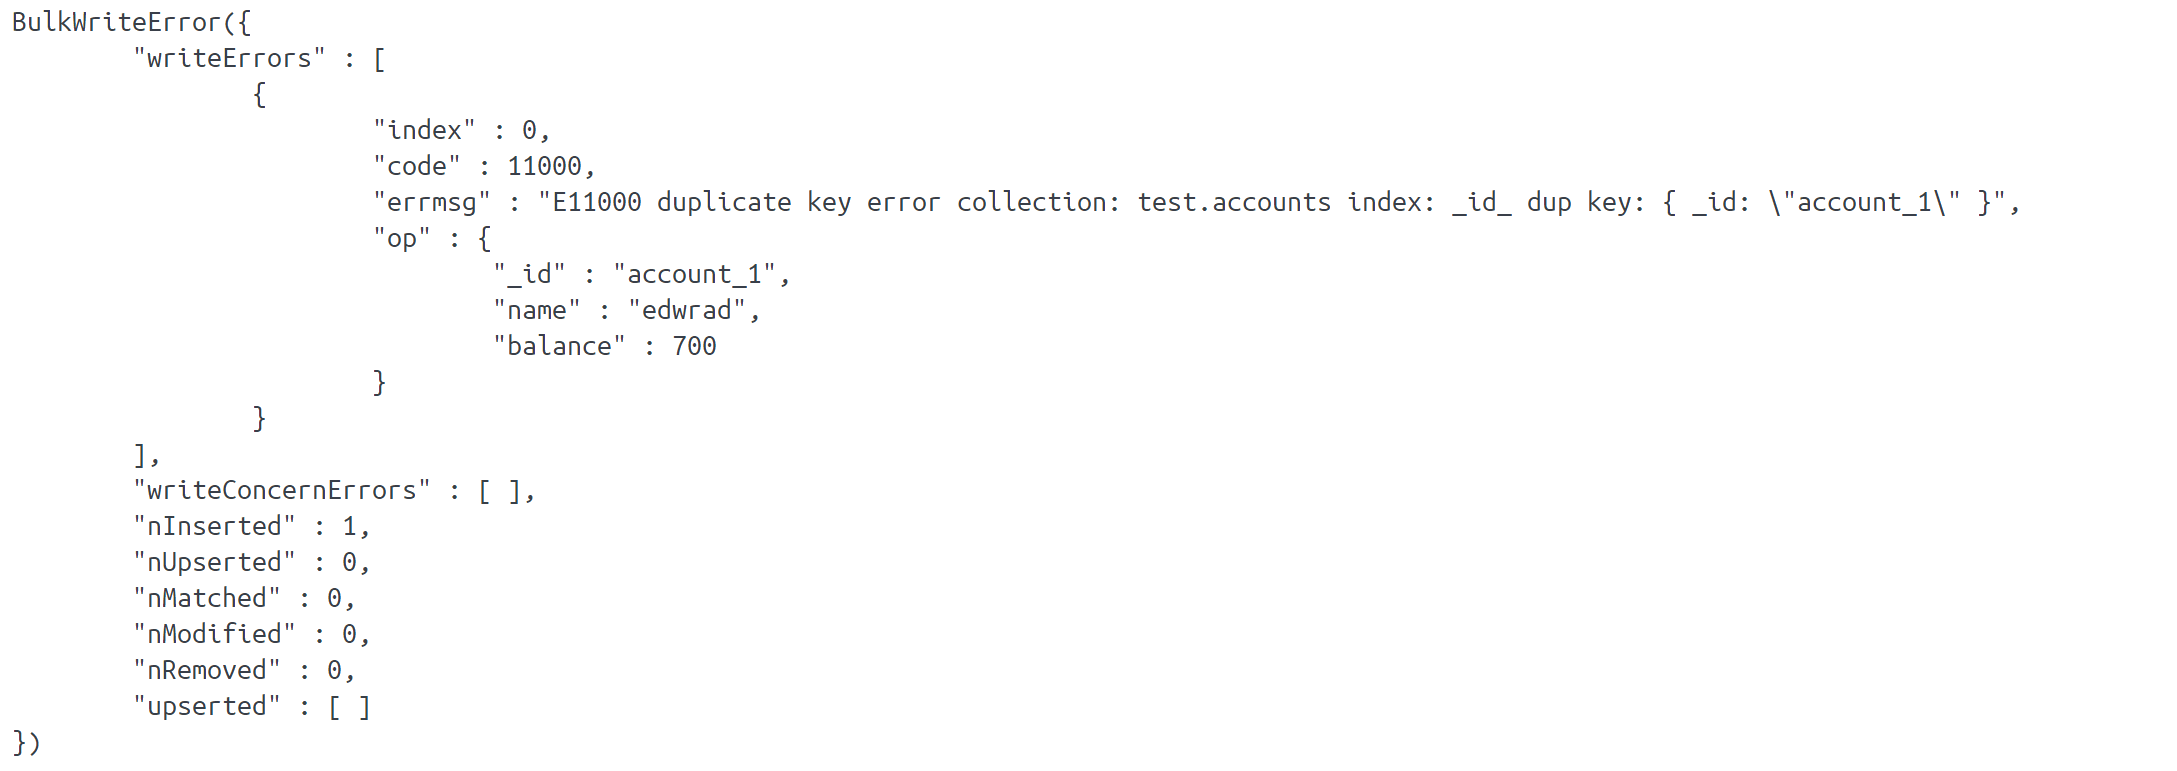 BulkWriteError({
"writeErrors" : [
{
"index" : 0,
"code" : 11000,
"errmsg" : "E11000 duplicate key error collection: test.accounts index: _id_ dup key: { _id: \"account_1\" }",
"op" : {
"_id" : "account_1",
"name" : "edwrad",
"balance" : 700
}
}
],
"writeConcernErrors" : [ ],
"nInserted" : 1,
"nUpserted" : 0,
"nMatched" : 0,
"nModified" : 0,
"nRemoved" : 0,
"upserted" : [ ]
})